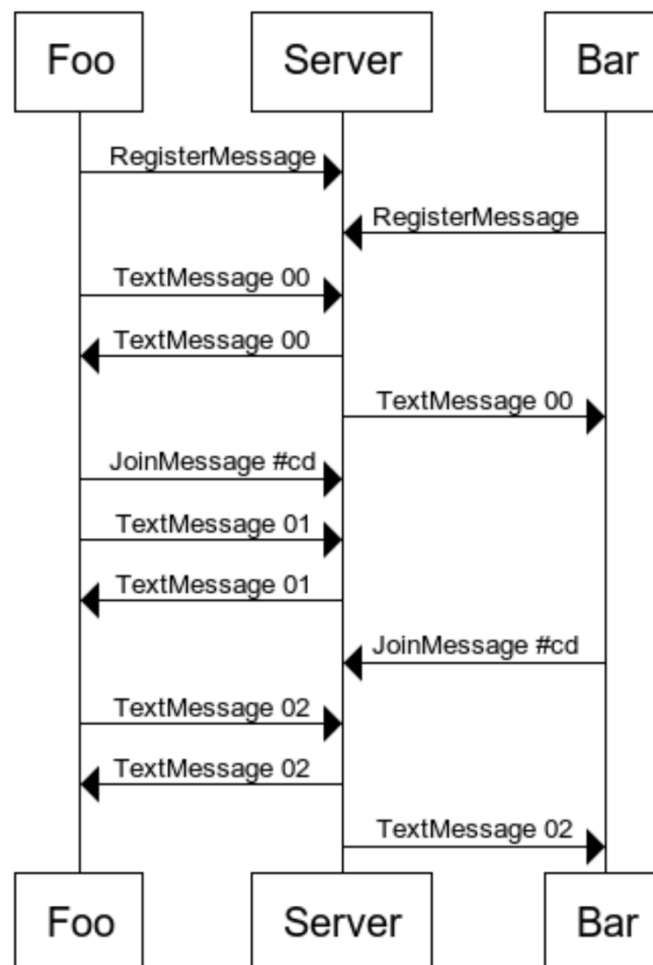 Foo Server Bar
RegisterMessage
RegisterMessage
TextMessage 00
TextMessage 00
TextMessage 00
JoinMessage #cd
TextMessage 01
TextMessage 01
JoinMessage #cd
TextMessage 02
TextMessage 02
TextMessage 02
Foo Server Bar